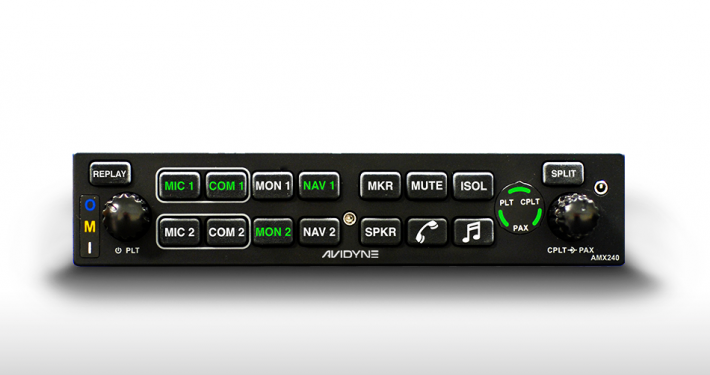 REPLAY
SPLIT
MIC 1 COM 1 MON 1 NAV 1 MKR MUTE ISOL
PLT CPLT
PAX
O
M
I
MIC 2 COM 2 MON 2 NAV 2 SPKR
PLT
AVIDYNE
CPLT PAX
AMX240